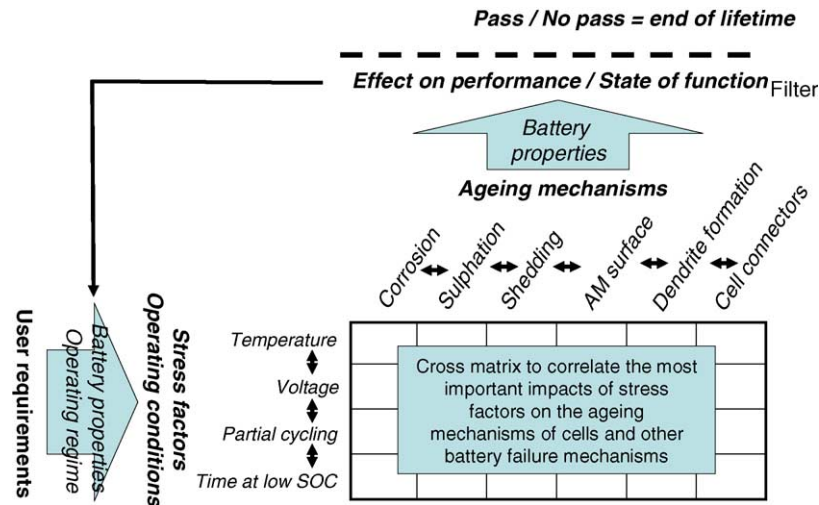 Pass / No pass = end of lifetime
Effect on performance / State of function
Filter
Battery
properties
Ageing mechanisms
Corrosion
Sulphation
Shedding
AM surface
Dendrite formation
Cell connectors
User requirements
Battery properties
Operating regime
Stress factors
Operating conditions
Temperature
Voltage
Partial cycling
Time at low SOC
Cross matrix to correlate the most
important impacts of stress
factors on the ageing
mechanisms of cells and other
battery failure mechanisms